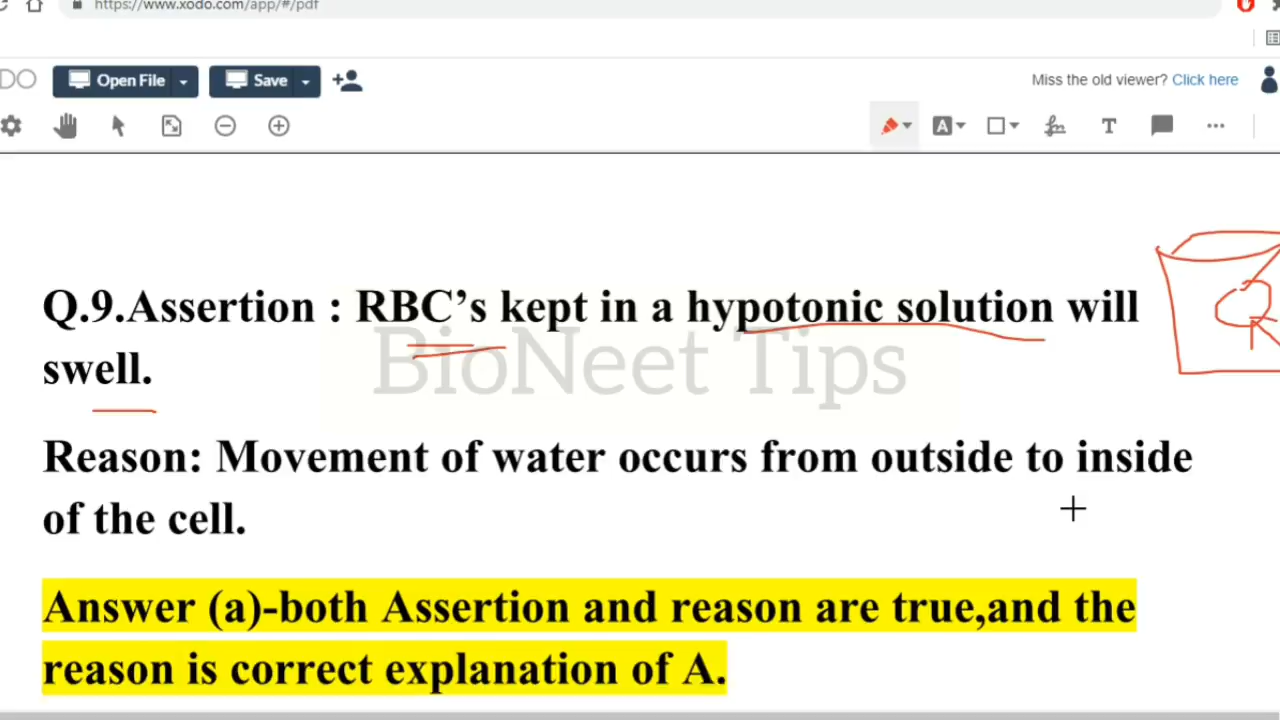 https://www.xodo.com/app/#/pdf
DO Open File Save Miss the old viewer? Click here
A T
Q.9.Assertion : RBC's kept in a hypotonic solution will
swell.
BioNeet Tips
Reason: Movement of water occurs from outside to inside
of the cell.
Answer (a)-both Assertion and reason are true,and the
reason is correct explanation of A.